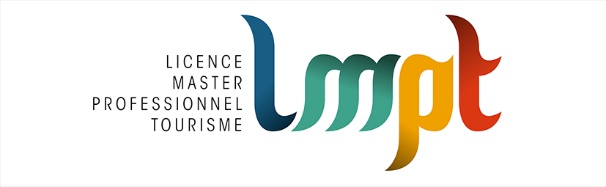 LICENCE
MASTER
PROFESSIONNEL
TOURISME
lmpt